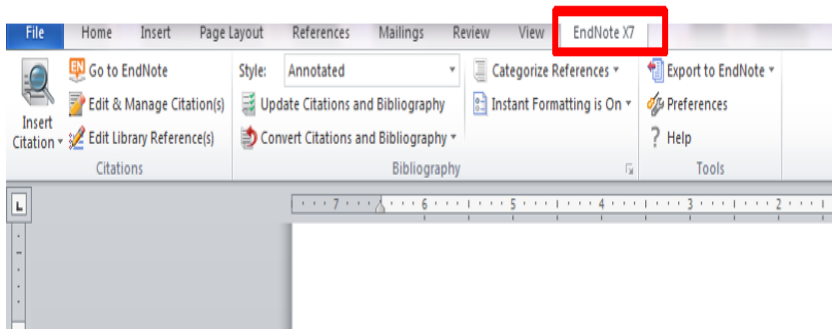 File Home Insert Page Layout References Mailings Review View EndNote X7
Insert Citation
EN Go to EndNote
Edit & Manage Citation(s)
Edit Library Reference(s)
Citations
Style: Annotated
Update Citations and Bibliography
Convert Citations and Bibliography
Categorize References
Instant Formatting is On
Bibliography
Export to EndNote
Preferences
? Help
Tools
L
7 6 5 4 3 2 1